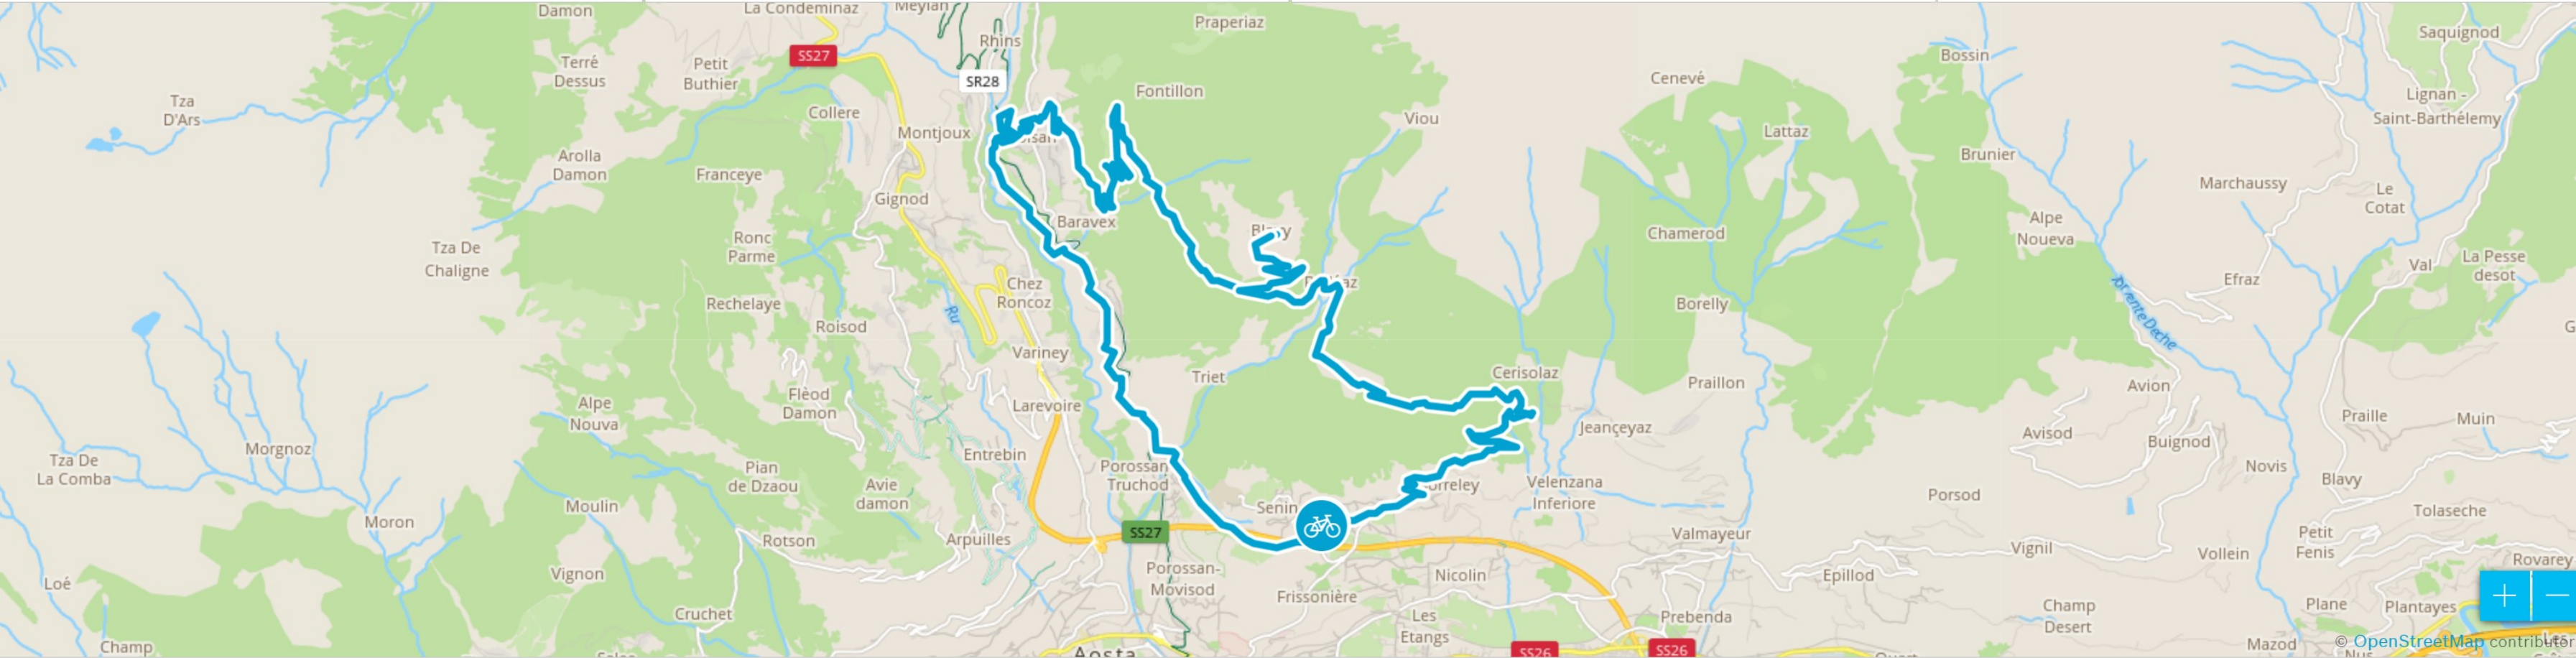 Damon
La Condeminaz
Meylan
Praperiaz
Saquignod
Rhins
SS27
Terré
Dessus
Petit
Buthier
SR28
Fontillon
Cenevé
Bossin
Tza
D'Ars
Collere
Montjoux
Viou
Lattaz
Lignan -
Saint-Barthélemy
Arolla
Damon
Franceye
Brunier
Marchaussy
Le
Cotat
Gignod
Baravex
Alpe
Noueva
Ronc
Parme
Chamerod
Tza De
Chaligne
Val
La Pesse
desot
Efraz
Chez
Roncoz
Rechelaye
Borelly
Ru
Roisod
Torrente Deche
Variney
Triet
Cerisolaz
Praillon
Avion
Flèod
Damon
Larevoire
Alpe
Nouva
Praille
Muin
Jeançeyaz
Avisod
Buignod
Morgnoz
Entrebin
Tza De
La Comba
Pian
de Dzaou
Porossan
Truchod
Novis
Blavy
Avie
damon
Velenzana
Inferiore
Porsod
Moulin
Senin
Tolaseche
Moron
SS27
Valmayeur
Petit
Fenis
Rotson
Arpuilles
Vignil
Vollein
Rovarey
Loé
Vignon
Porossan-
Movisod
Nicolin
Epillod
Frissonière
Cruchet
Les
Etangs
Prebenda
Champ
Desert
Plane
Plantayes
Champ
Aosta
SS26
SS26
Mazod
© OpenStreetMap contributor